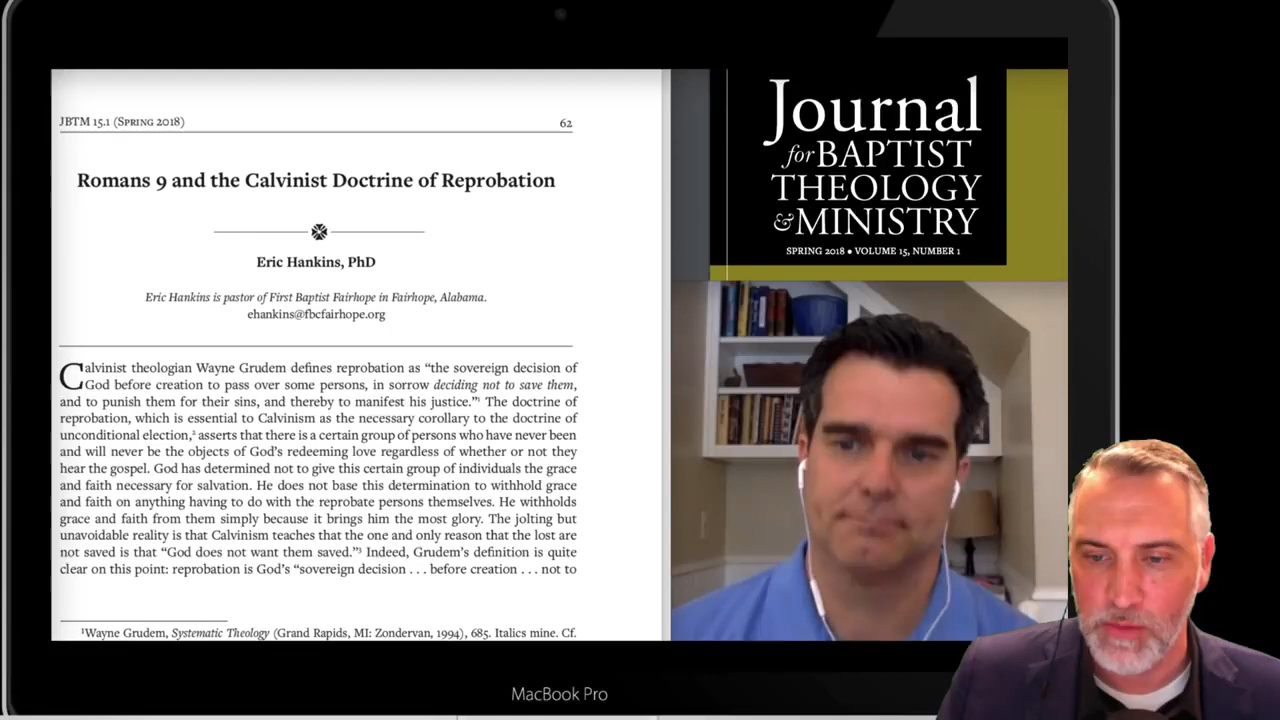 JBTM 15.1 (SPRING 2018) 62
Romans 9 and the Calvinist Doctrine of Reprobation
Eric Hankins, PhD
Eric Hankins is pastor of First Baptist Fairhope in Fairhope, Alabama.
ehankins@fbcfairhope.org
Calvinist theologian Wayne Grudem defines reprobation as “the sovereign decision of
God before creation to pass over some persons, in sorrow deciding not to save them,
and to punish them for their sins, and thereby to manifest his justice.”¹ The doctrine of
reprobation, which is essential to Calvinism as the necessary corollary to the doctrine of
unconditional election,² asserts that there is a certain group of persons who have never been
and will never be the objects of God’s redeeming love regardless of whether or not they
hear the gospel. God has determined not to give this certain group of individuals the grace
and faith necessary for salvation. He does not base this determination to withhold grace
and faith on anything having to do with the reprobate persons themselves. He withholds
grace and faith from them simply because it brings him the most glory. The jolting but
unavoidable reality is that Calvinism teaches that the one and only reason that the lost are
not saved is that “God does not want them saved.”³ Indeed, Grudem’s definition is quite
clear on this point: reprobation is God’s “sovereign decision . . . before creation . . . not to
¹Wayne Grudem, Systematic Theology (Grand Rapids, MI: Zondervan, 1994), 685. Italics mine. Cf.
Journal
for BAPTIST
THEOLOGY
& MINISTRY
SPRING 2018 • VOLUME 15, NUMBER 1
MacBook Pro